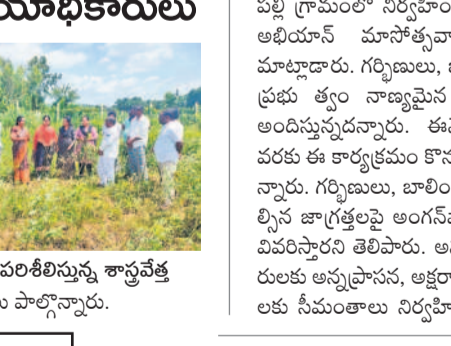 యాధికారులు
పరిశీలిస్తున్న శాస్త్రవేత్త
పాల్గొన్నారు.
పల్లి గ్రామంలో నిర్వహిం
అభియాన్ మాసోత్సవా
మాట్లాడారు. గర్భిణులు,
ప్రభు త్వం నాణ్యమైన
అందిస్తున్నదన్నారు. ఈ
వరకు ఈ కార్యక్రమం కొన
న్నారు. గర్భిణులు, బాలిం
ల్సిన జాగ్రత్తలపై అంగన్
వివరిస్తారని తెలిపారు. అ
రులకు అన్నప్రాసన, అక్షరా
లకు సీమంతాలు నిర్వహి